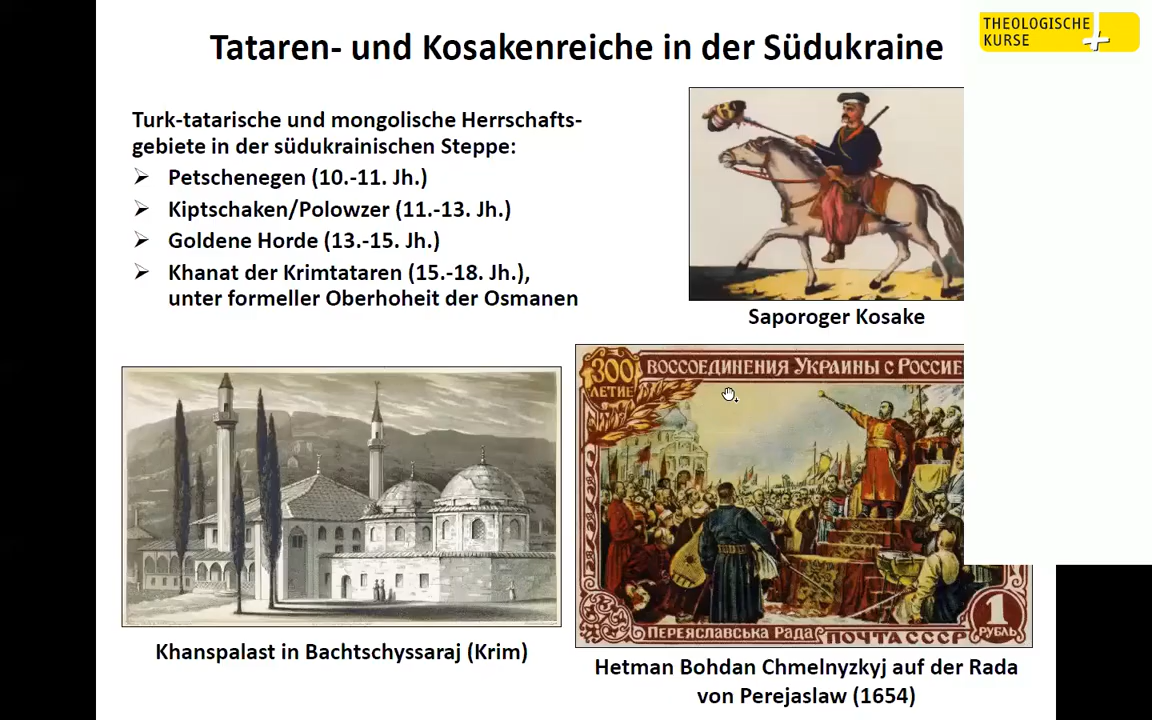 Tataren- und Kosakenreiche in der Südukraine
THEOLOGISCHE
KURSE
Turk-tatarische und mongolische Herrschafts-
gebiete in der südukrainischen Steppe:
Petschenegen (10.-11. Jh.)
Kiptschaken/Polowzer (11.-13. Jh.)
Goldene Horde (13.-15. Jh.)
Khanat der Krimtataren (15.-18. Jh.),
unter formeller Oberhoheit der Osmanen
Saporoger Kosake
300
ЛЕТИЕ
ВОССОЕДИНЕНИЯ УКРАИНЫ С РОССИЕ
ПЕРЕЯСЛАВСЬКА РАДА
ПОЧТА СССР
1
РУБЛЬ
Khanspalast in Bachtschyssaraj (Krim)
Hetman Bohdan Chmelnyzkyj auf der Rada
von Perejaslaw (1654)